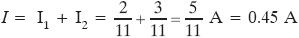 I = I₁ + I₂ = 2/11 + 3/11 = 5/11 A = 0.45 A